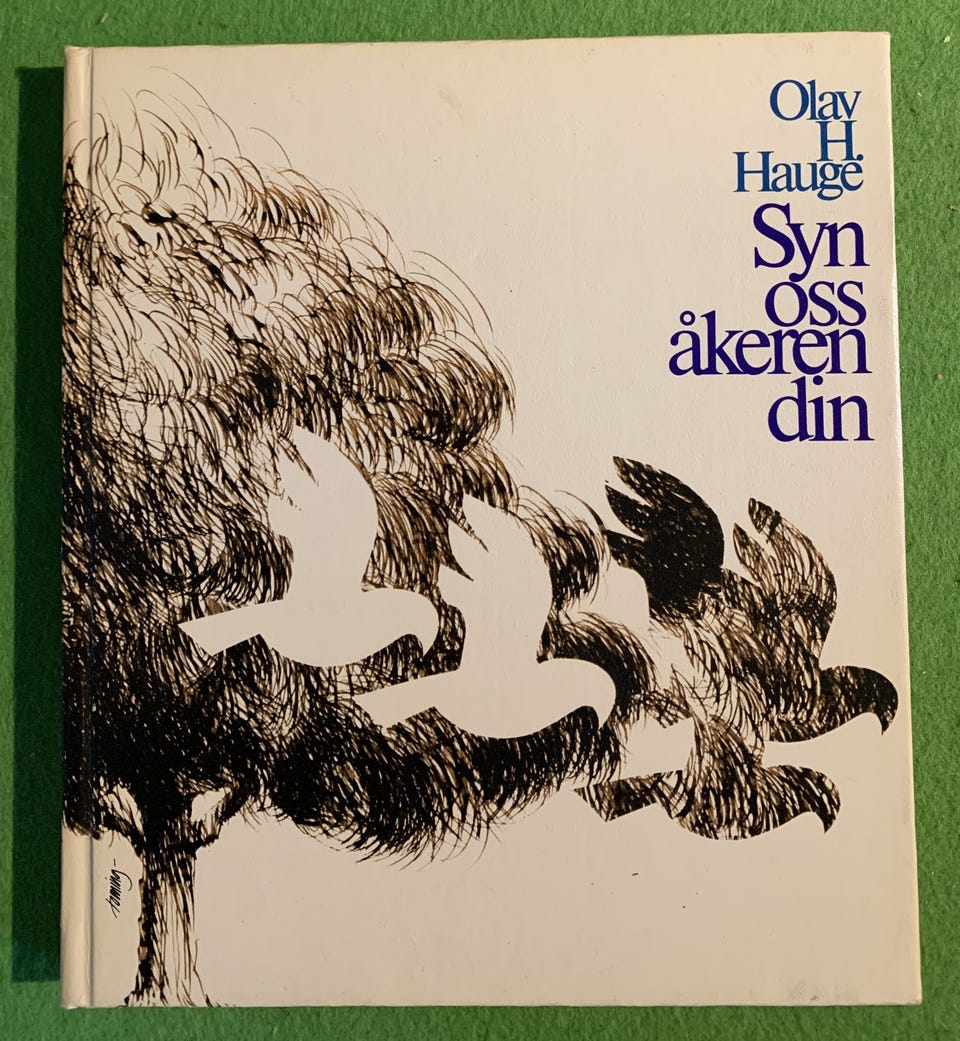 Olav
H.
Hauge
Syn
oss
åkeren
din